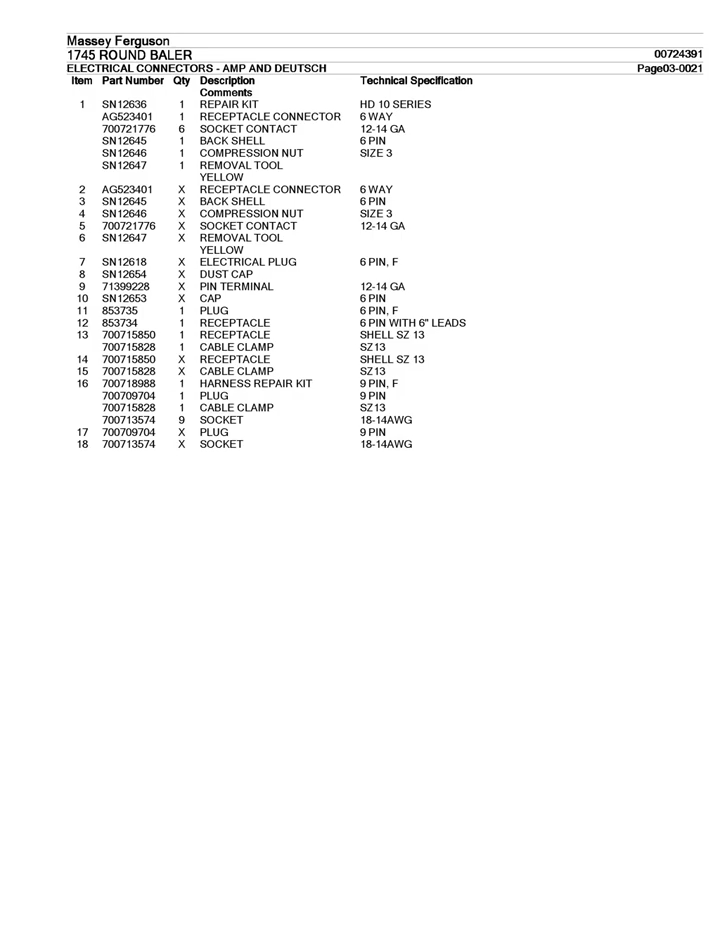 Massey Ferguson
1745 ROUND BALER 00724391
ELECTRICAL CONNECTORS - AMP AND DEUTSCH Page03-0021
Item Part Number Qty Description Technical Specification
Comments
1 SN12636 1 REPAIR KIT HD 10 SERIES
AG523401 1 RECEPTACLE CONNECTOR 6 WAY
700721776 6 SOCKET CONTACT 12-14 GA
SN12645 1 BACK SHELL 6 PIN
SN12646 1 COMPRESSION NUT SIZE 3
SN12647 1 REMOVAL TOOL
YELLOW
2 AG523401 X RECEPTACLE CONNECTOR 6 WAY
3 SN12645 X BACK SHELL 6 PIN
4 SN12646 X COMPRESSION NUT SIZE 3
5 700721776 X SOCKET CONTACT 12-14 GA
6 SN12647 X REMOVAL TOOL
YELLOW
7 SN12618 X ELECTRICAL PLUG 6 PIN, F
8 SN12654 X DUST CAP
9 71399228 X PIN TERMINAL 12-14 GA
10 SN12653 X CAP 6 PIN
11 853735 1 PLUG 6 PIN, F
12 853734 1 RECEPTACLE 6 PIN WITH 6" LEADS
13 700715850 1 RECEPTACLE SHELL SZ 13
700715828 1 CABLE CLAMP SZ13
14 700715850 X RECEPTACLE SHELL SZ 13
15 700715828 X CABLE CLAMP SZ13
16 700718988 1 HARNESS REPAIR KIT 9 PIN, F
700709704 1 PLUG 9 PIN
700715828 1 CABLE CLAMP SZ13
700713574 9 SOCKET 18-14AWG
17 700709704 X PLUG 9 PIN
18 700713574 X SOCKET 18-14AWG